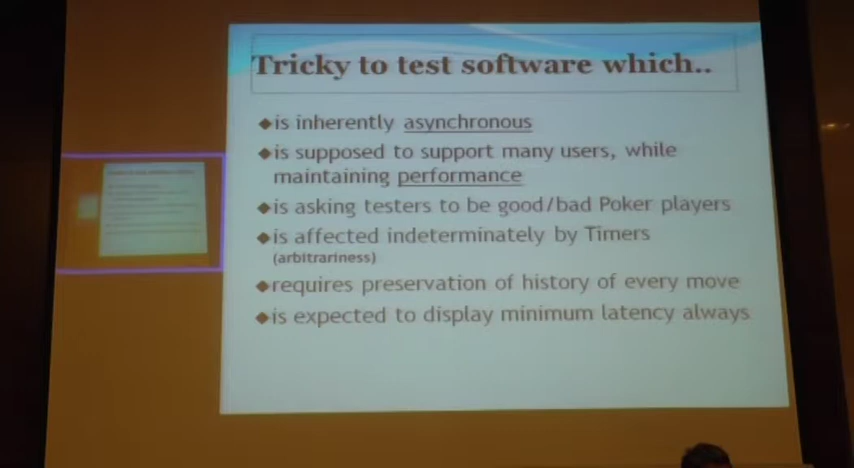 Tricky to test software which..
◆is inherently asynchronous
◆is supposed to support many users, while
maintaining performance
◆is asking testers to be good/bad Poker players
◆is affected indeterminately by Timers
(arbitrariness)
◆requires preservation of history of every move
◆is expected to display minimum latency always